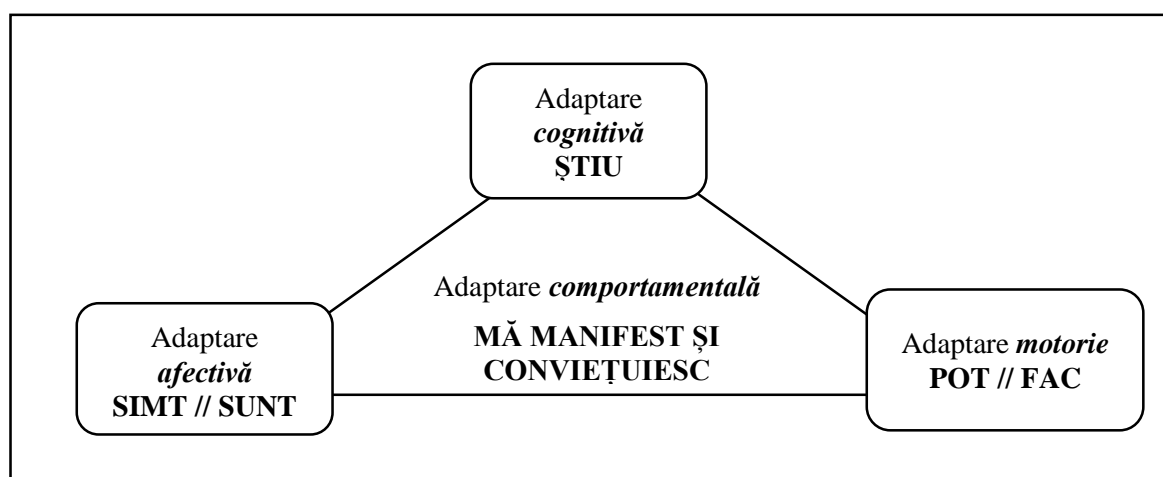 Adaptare
cognitivă
ȘTIU
Adaptare comportamentală
MĂ MANIFEST ȘI
CONVIEȚUIESC
Adaptare
afectivă
SIMT // SUNT
Adaptare motorie
POT // FAC